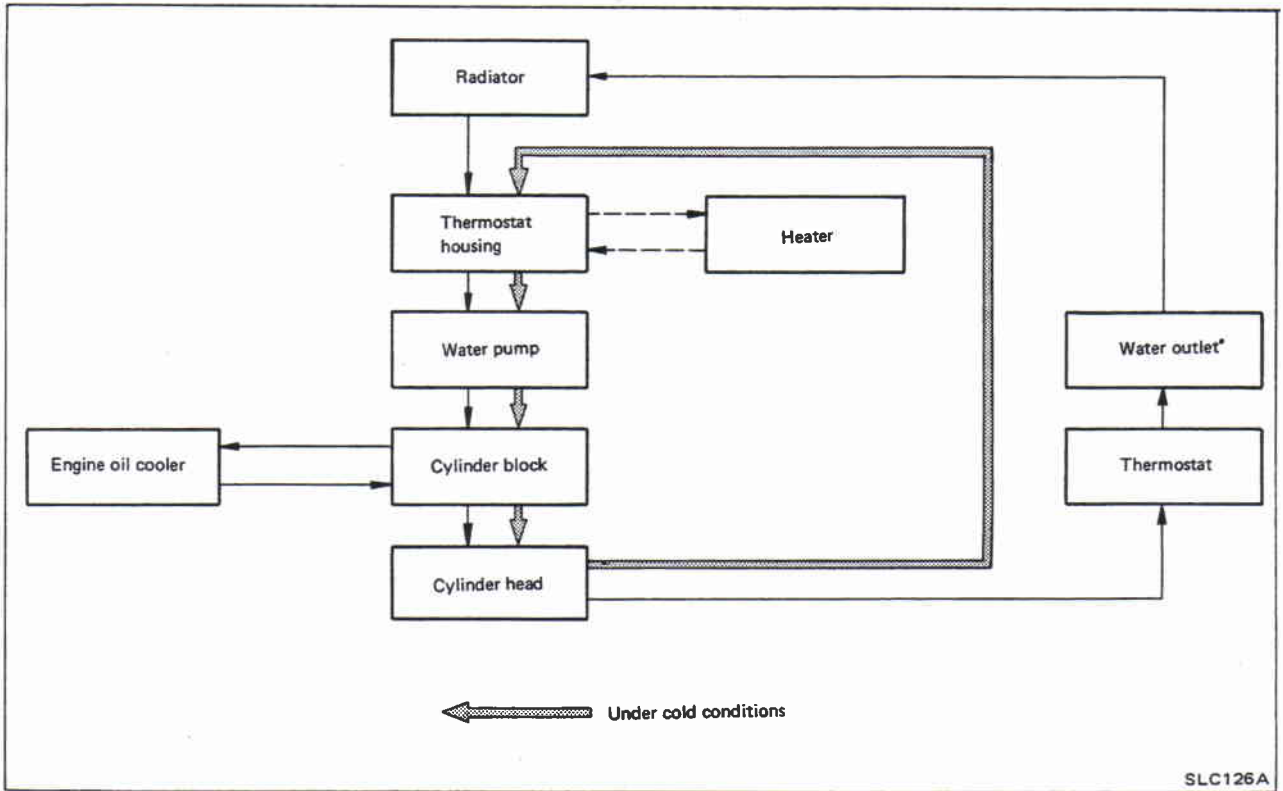 Radiator
Thermostat
housing
Heater
Water pump
Water outlet*
Engine oil cooler
Cylinder block
Thermostat
Cylinder head
Under cold conditions
SLC126A